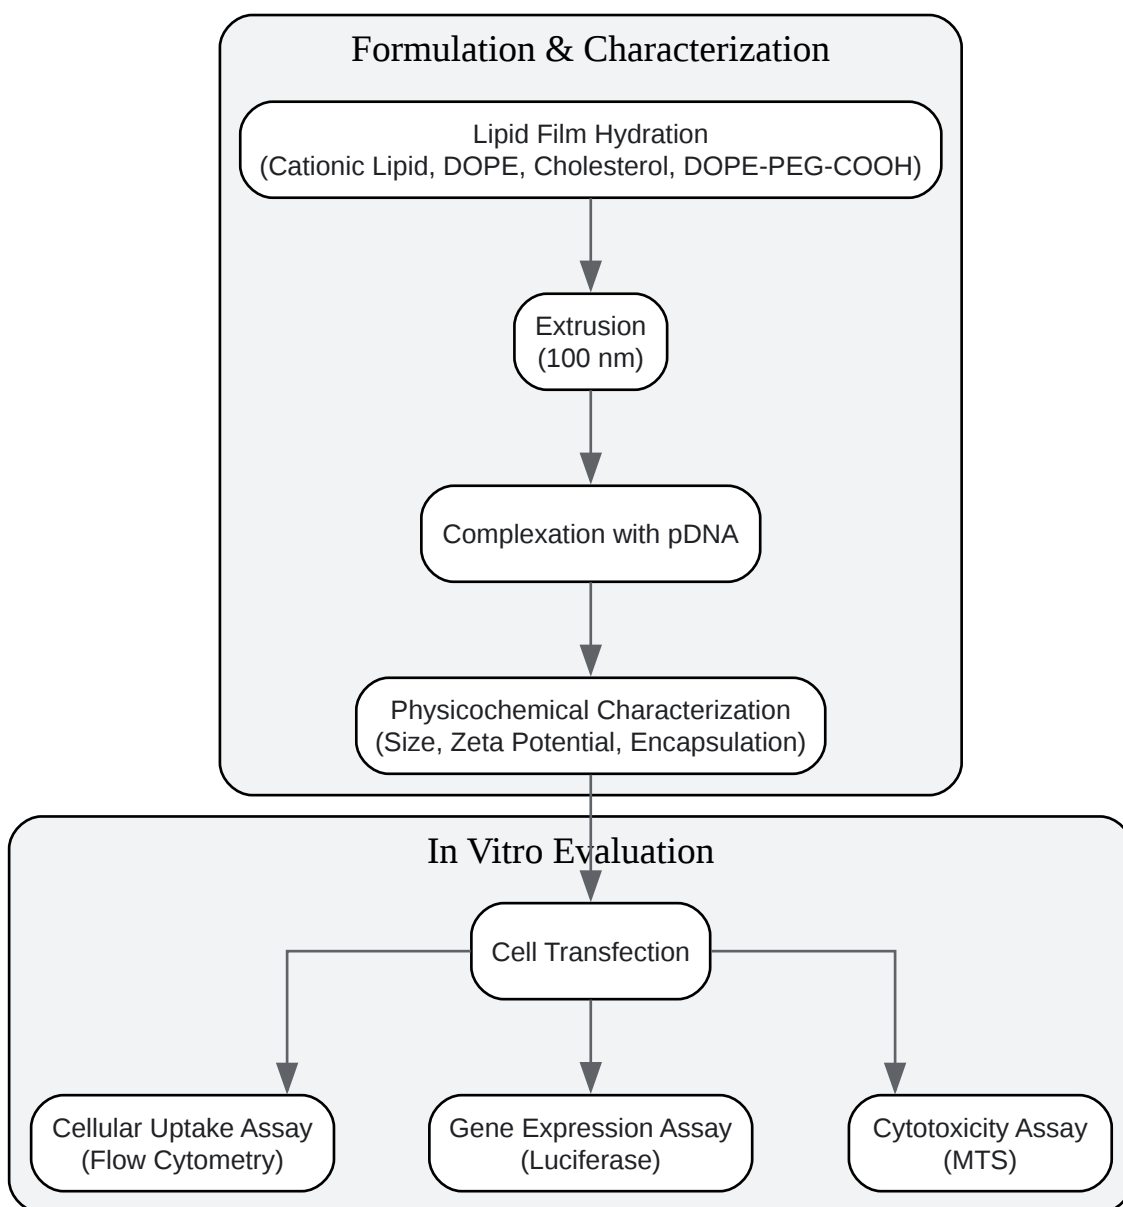 Formulation & Characterization
Lipid Film Hydration
(Cationic Lipid, DOPE, Cholesterol, DOPE-PEG-COOH)
Extrusion
(100 nm)
Complexation with pDNA
Physicochemical Characterization
(Size, Zeta Potential, Encapsulation)
In Vitro Evaluation
Cell Transfection
Cellular Uptake Assay
(Flow Cytometry)
Gene Expression Assay
(Luciferase)
Cytotoxicity Assay
(MTS)